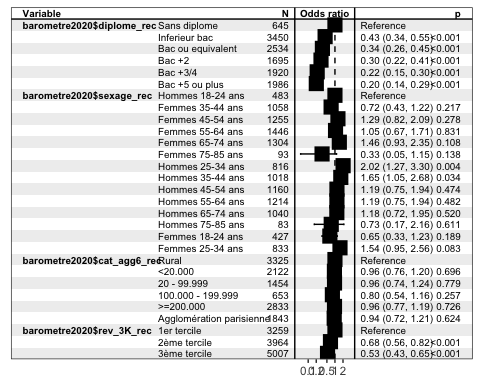 Variable N Odds ratio p
barometre2020$diplome_rec Sans diplome 645 Reference
Inferieur bac 3450 0.43 (0.34, 0.55) <0.001
Bac ou equivalent 2534 0.34 (0.26, 0.45) <0.001
Bac +2 1695 0.30 (0.22, 0.41) <0.001
Bac +3/4 1920 0.22 (0.15, 0.30) <0.001
Bac +5 ou plus 1986 0.20 (0.14, 0.29) <0.001
barometre2020$sexage_rec Hommes 18-24 ans 483 Reference
Femmes 35-44 ans 1058 0.72 (0.43, 1.22) 0.217
Femmes 45-54 ans 1255 1.29 (0.82, 2.09) 0.278
Femmes 55-64 ans 1446 1.05 (0.67, 1.71) 0.831
Femmes 65-74 ans 1304 1.46 (0.93, 2.35) 0.108
Femmes 75-85 ans 93 0.33 (0.05, 1.15) 0.138
Hommes 25-34 ans 816 2.02 (1.27, 3.30) 0.004
Hommes 35-44 ans 1018 1.65 (1.05, 2.68) 0.034
Hommes 45-54 ans 1160 1.19 (0.75, 1.94) 0.474
Hommes 55-64 ans 1214 1.19 (0.75, 1.94) 0.482
Hommes 65-74 ans 1040 1.18 (0.72, 1.95) 0.520
Hommes 75-85 ans 83 0.73 (0.17, 2.16) 0.611
Femmes 18-24 ans 427 0.65 (0.33, 1.23) 0.189
Femmes 25-34 ans 833 1.54 (0.95, 2.56) 0.083
barometre2020$cat_agg6_rec Rural 3325 Reference
<20.000 2122 0.96 (0.76, 1.20) 0.696
20 - 99.999 1454 0.96 (0.74, 1.24) 0.779
100.000 - 199.999 653 0.80 (0.54, 1.16) 0.257
>=200.000 2833 0.96 (0.77, 1.19) 0.726
Agglomération parisienne 1843 0.94 (0.72, 1.21) 0.624
barometre2020$rev_3K_rec 1er tercile 3259 Reference
2ème tercile 3964 0.68 (0.56, 0.82) <0.001
3ème tercile 5007 0.53 (0.43, 0.65) <0.001